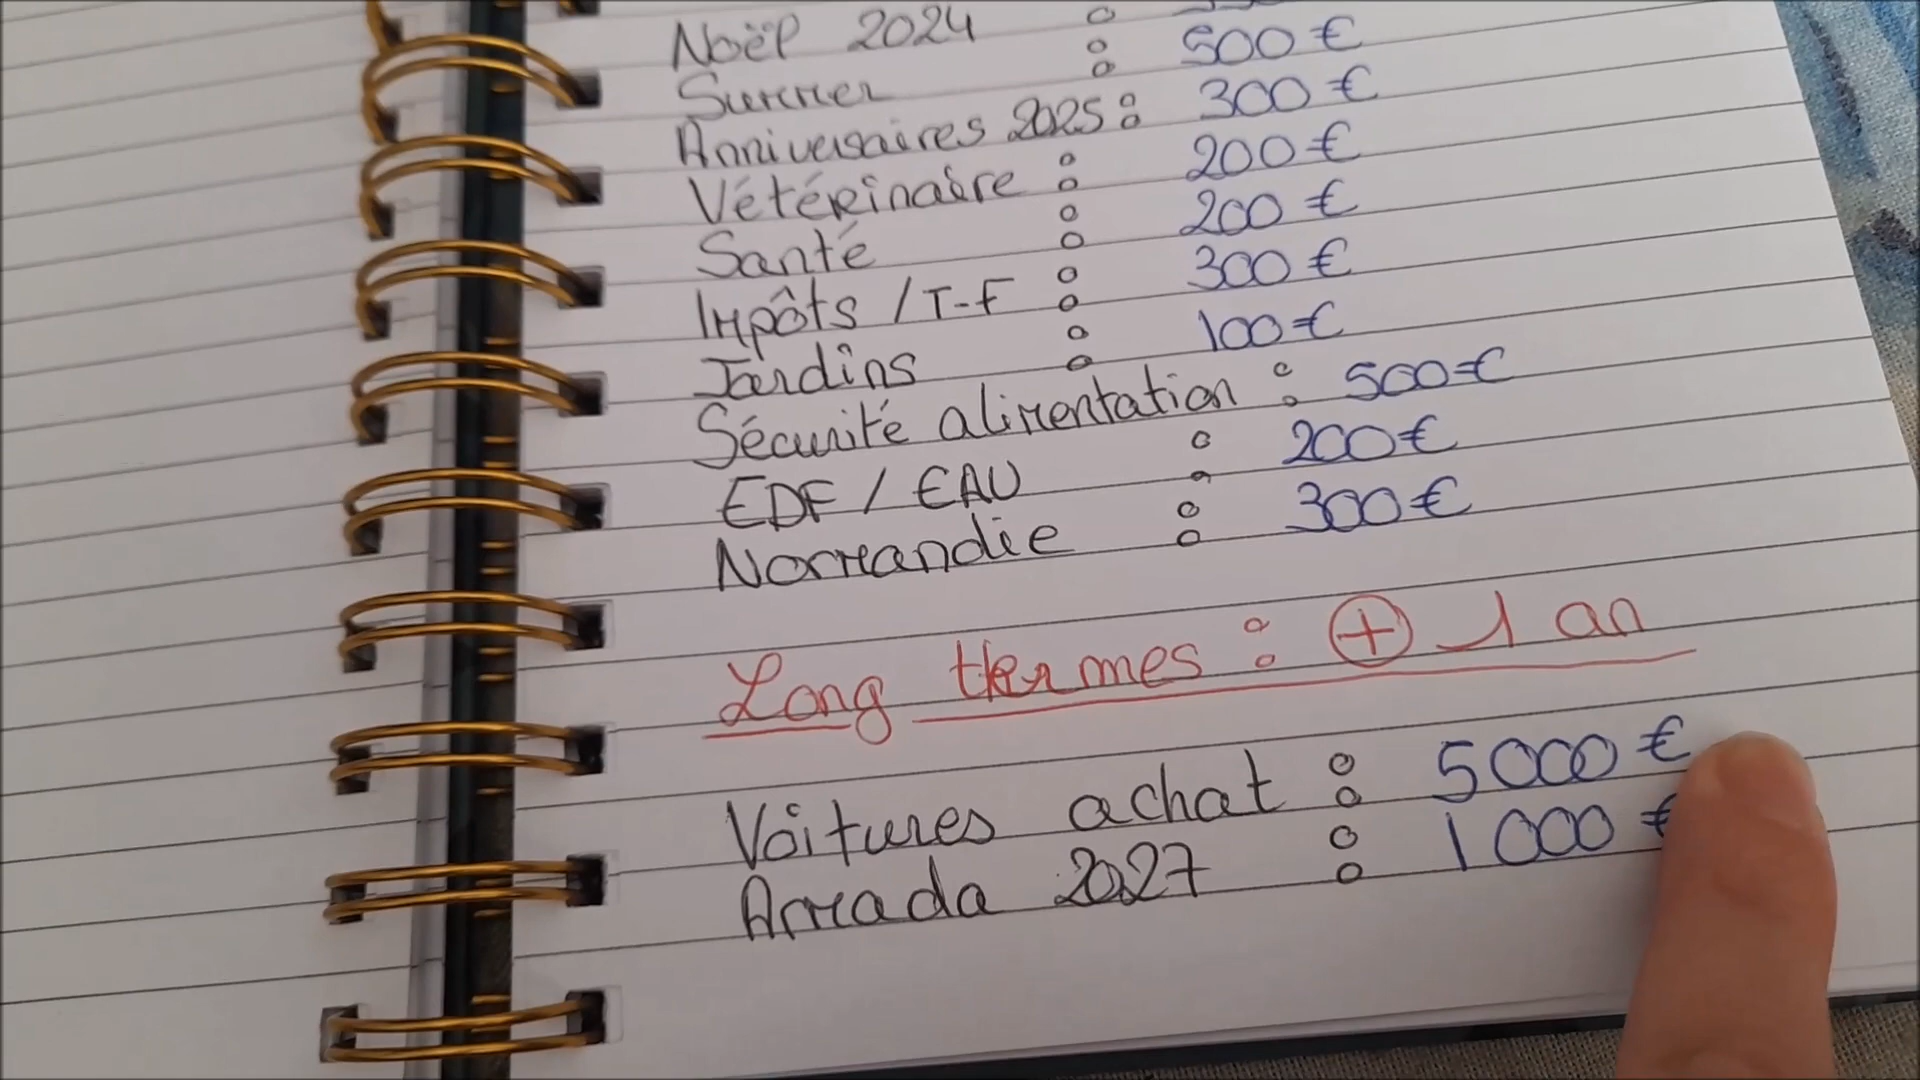 Noël 2024 :
Summer : 500 €
Anniversaires 2025 : 300 €
Vétérinaire : 200 €
Santé : 200 €
Impôts / T-F : 300 €
Jardins : 100 €
Sécurité alimentation : 500 €
EDF / EAU : 200 €
Normandie : 300 €
Long termes : + 1 an
Voitures achat : 5000 €
Armada 2027 : 1000 €